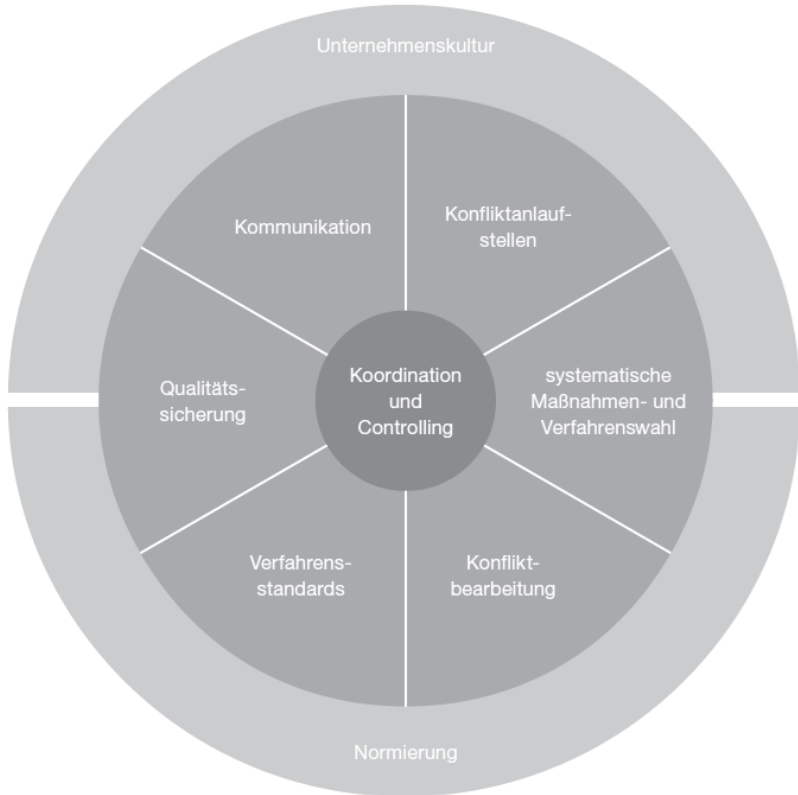 Unternehmenskultur
Kommunikation
Konfliktanlauf-
stellen
Qualitäts-
sicherung
Koordination
und
Controlling
systematische
Maßnahmen- und
Verfahrenswahl
Verfahrens-
standards
Konflikt-
bearbeitung
Normierung